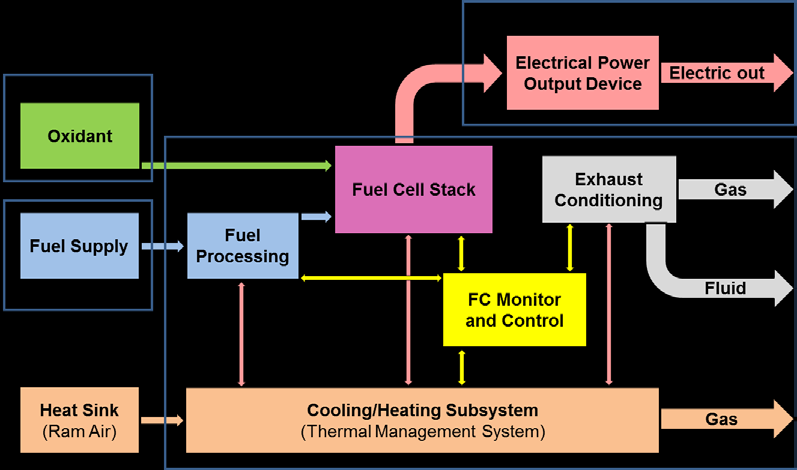 Electrical Power
Output Device
Electric out
Oxidant
Fuel Cell Stack
Exhaust
Conditioning
Gas
Fuel Supply
Fuel
Processing
Fluid
FC Monitor
and Control
Heat Sink
(Ram Air)
Cooling/Heating Subsystem
(Thermal Management System)
Gas